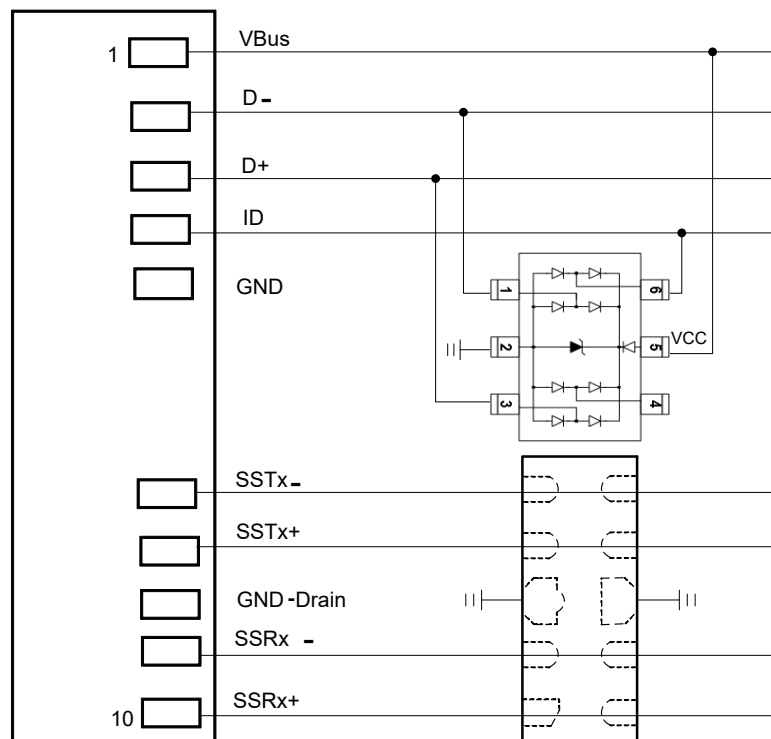 1
VBus
D-
D+
ID
GND
1
6
2
5
VCC
3
4
SSTx-
SSTx+
GND-Drain
SSRx -
10
SSRx+